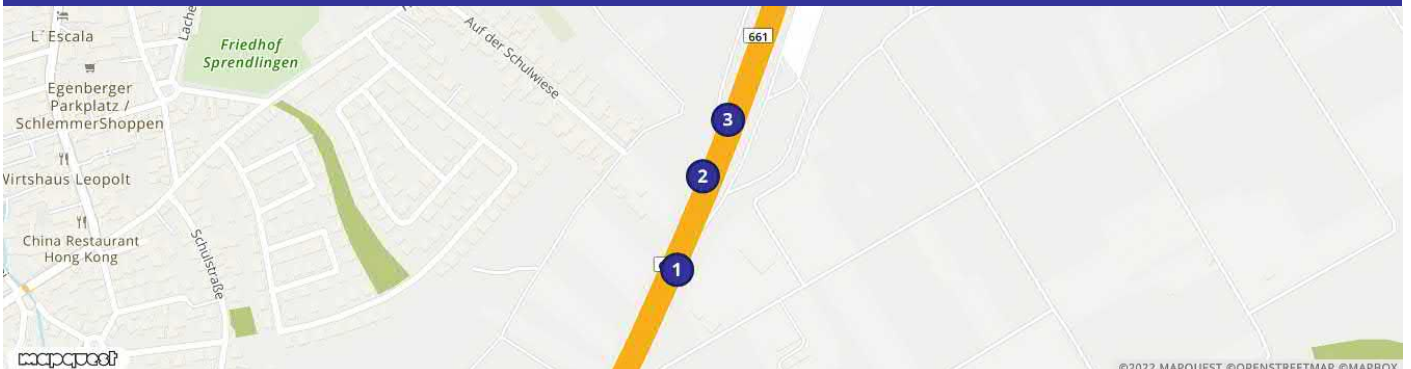 L´Escala
Lache
Friedhof
Sprendlingen
Auf der Schulwiese
661
Egenberger
Parkplatz /
SchlemmerShoppen
3
Wirtshaus Leopolt
2
China Restaurant
Hong Kong
Schulstraße
1
mapquest
©2022 MAPQUEST ©OPENSTREETMAP ©MAPBOX